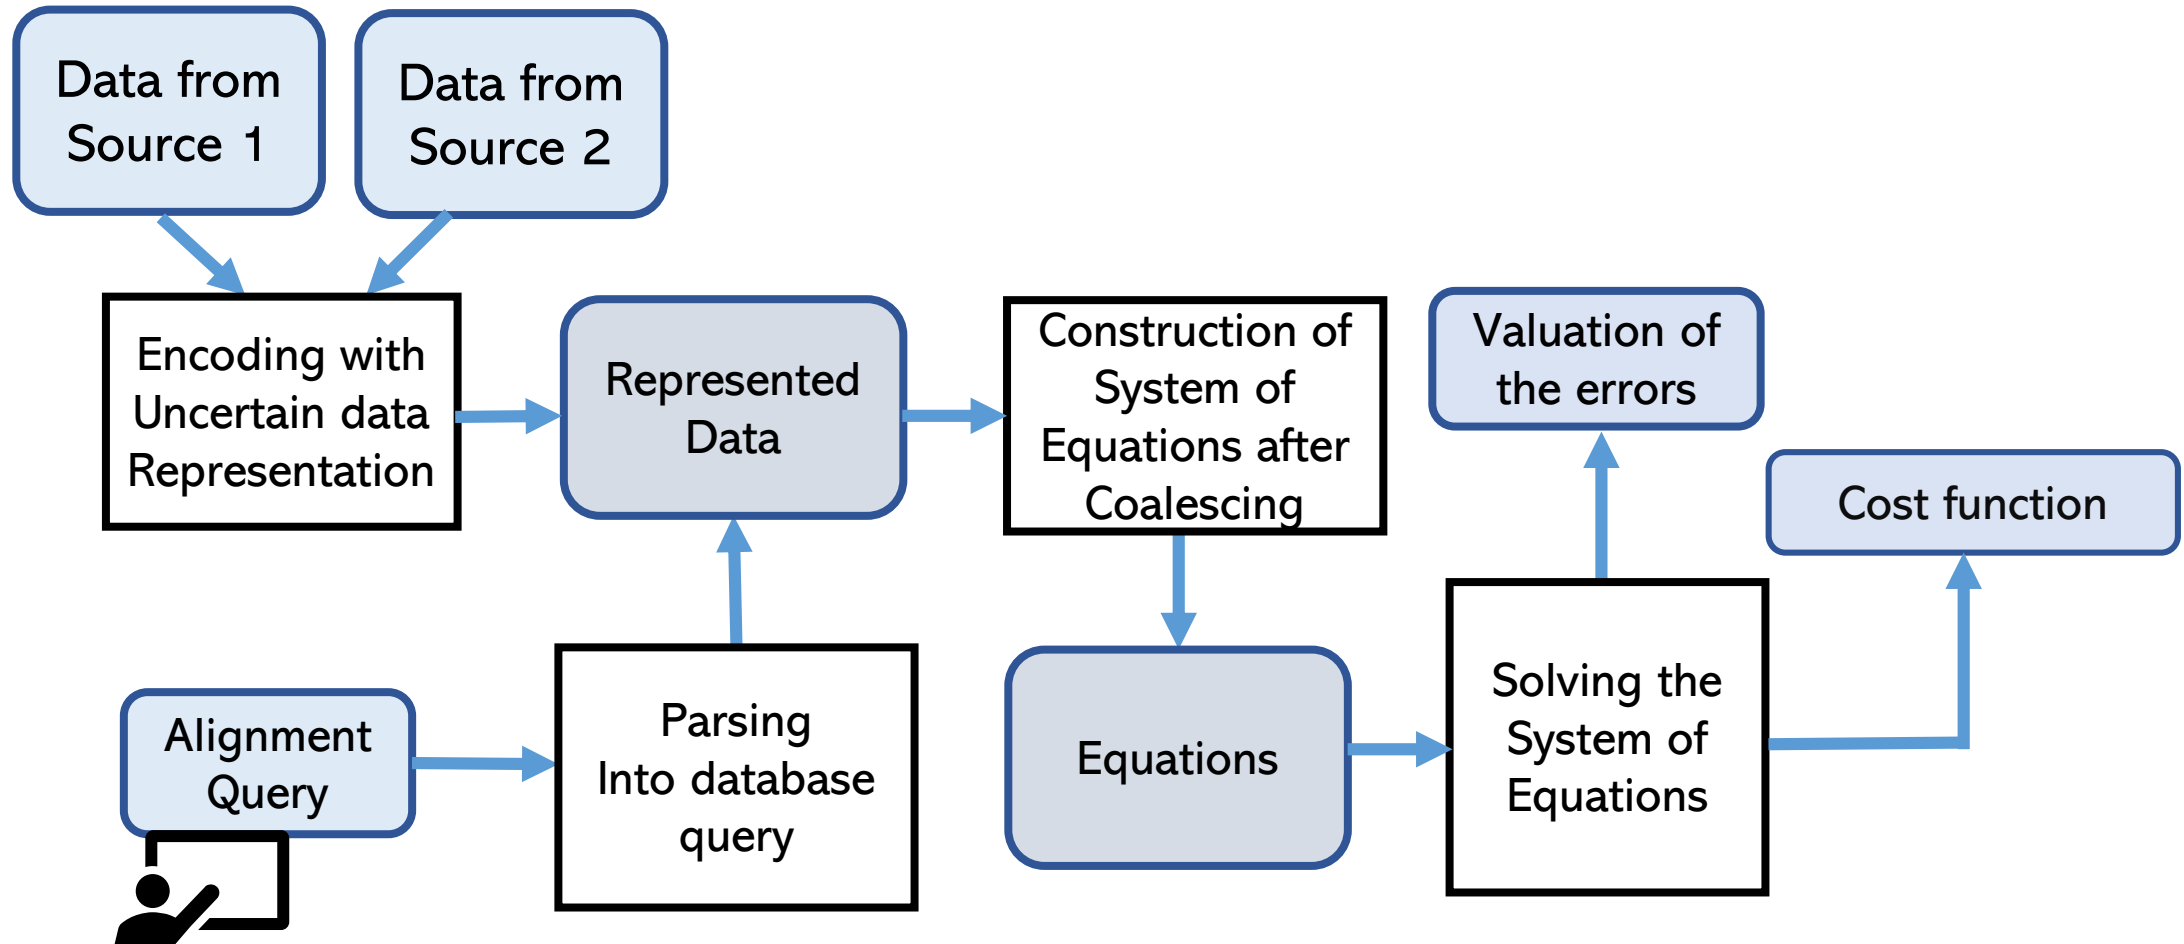 Data from
Source 1
Data from
Source 2
Encoding with
Uncertain data
Representation
Represented
Data
Construction of
System of
Equations after
Coalescing
Valuation of
the errors
Cost function
Alignment
Query
Parsing
Into database
query
Equations
Solving the
System of
Equations